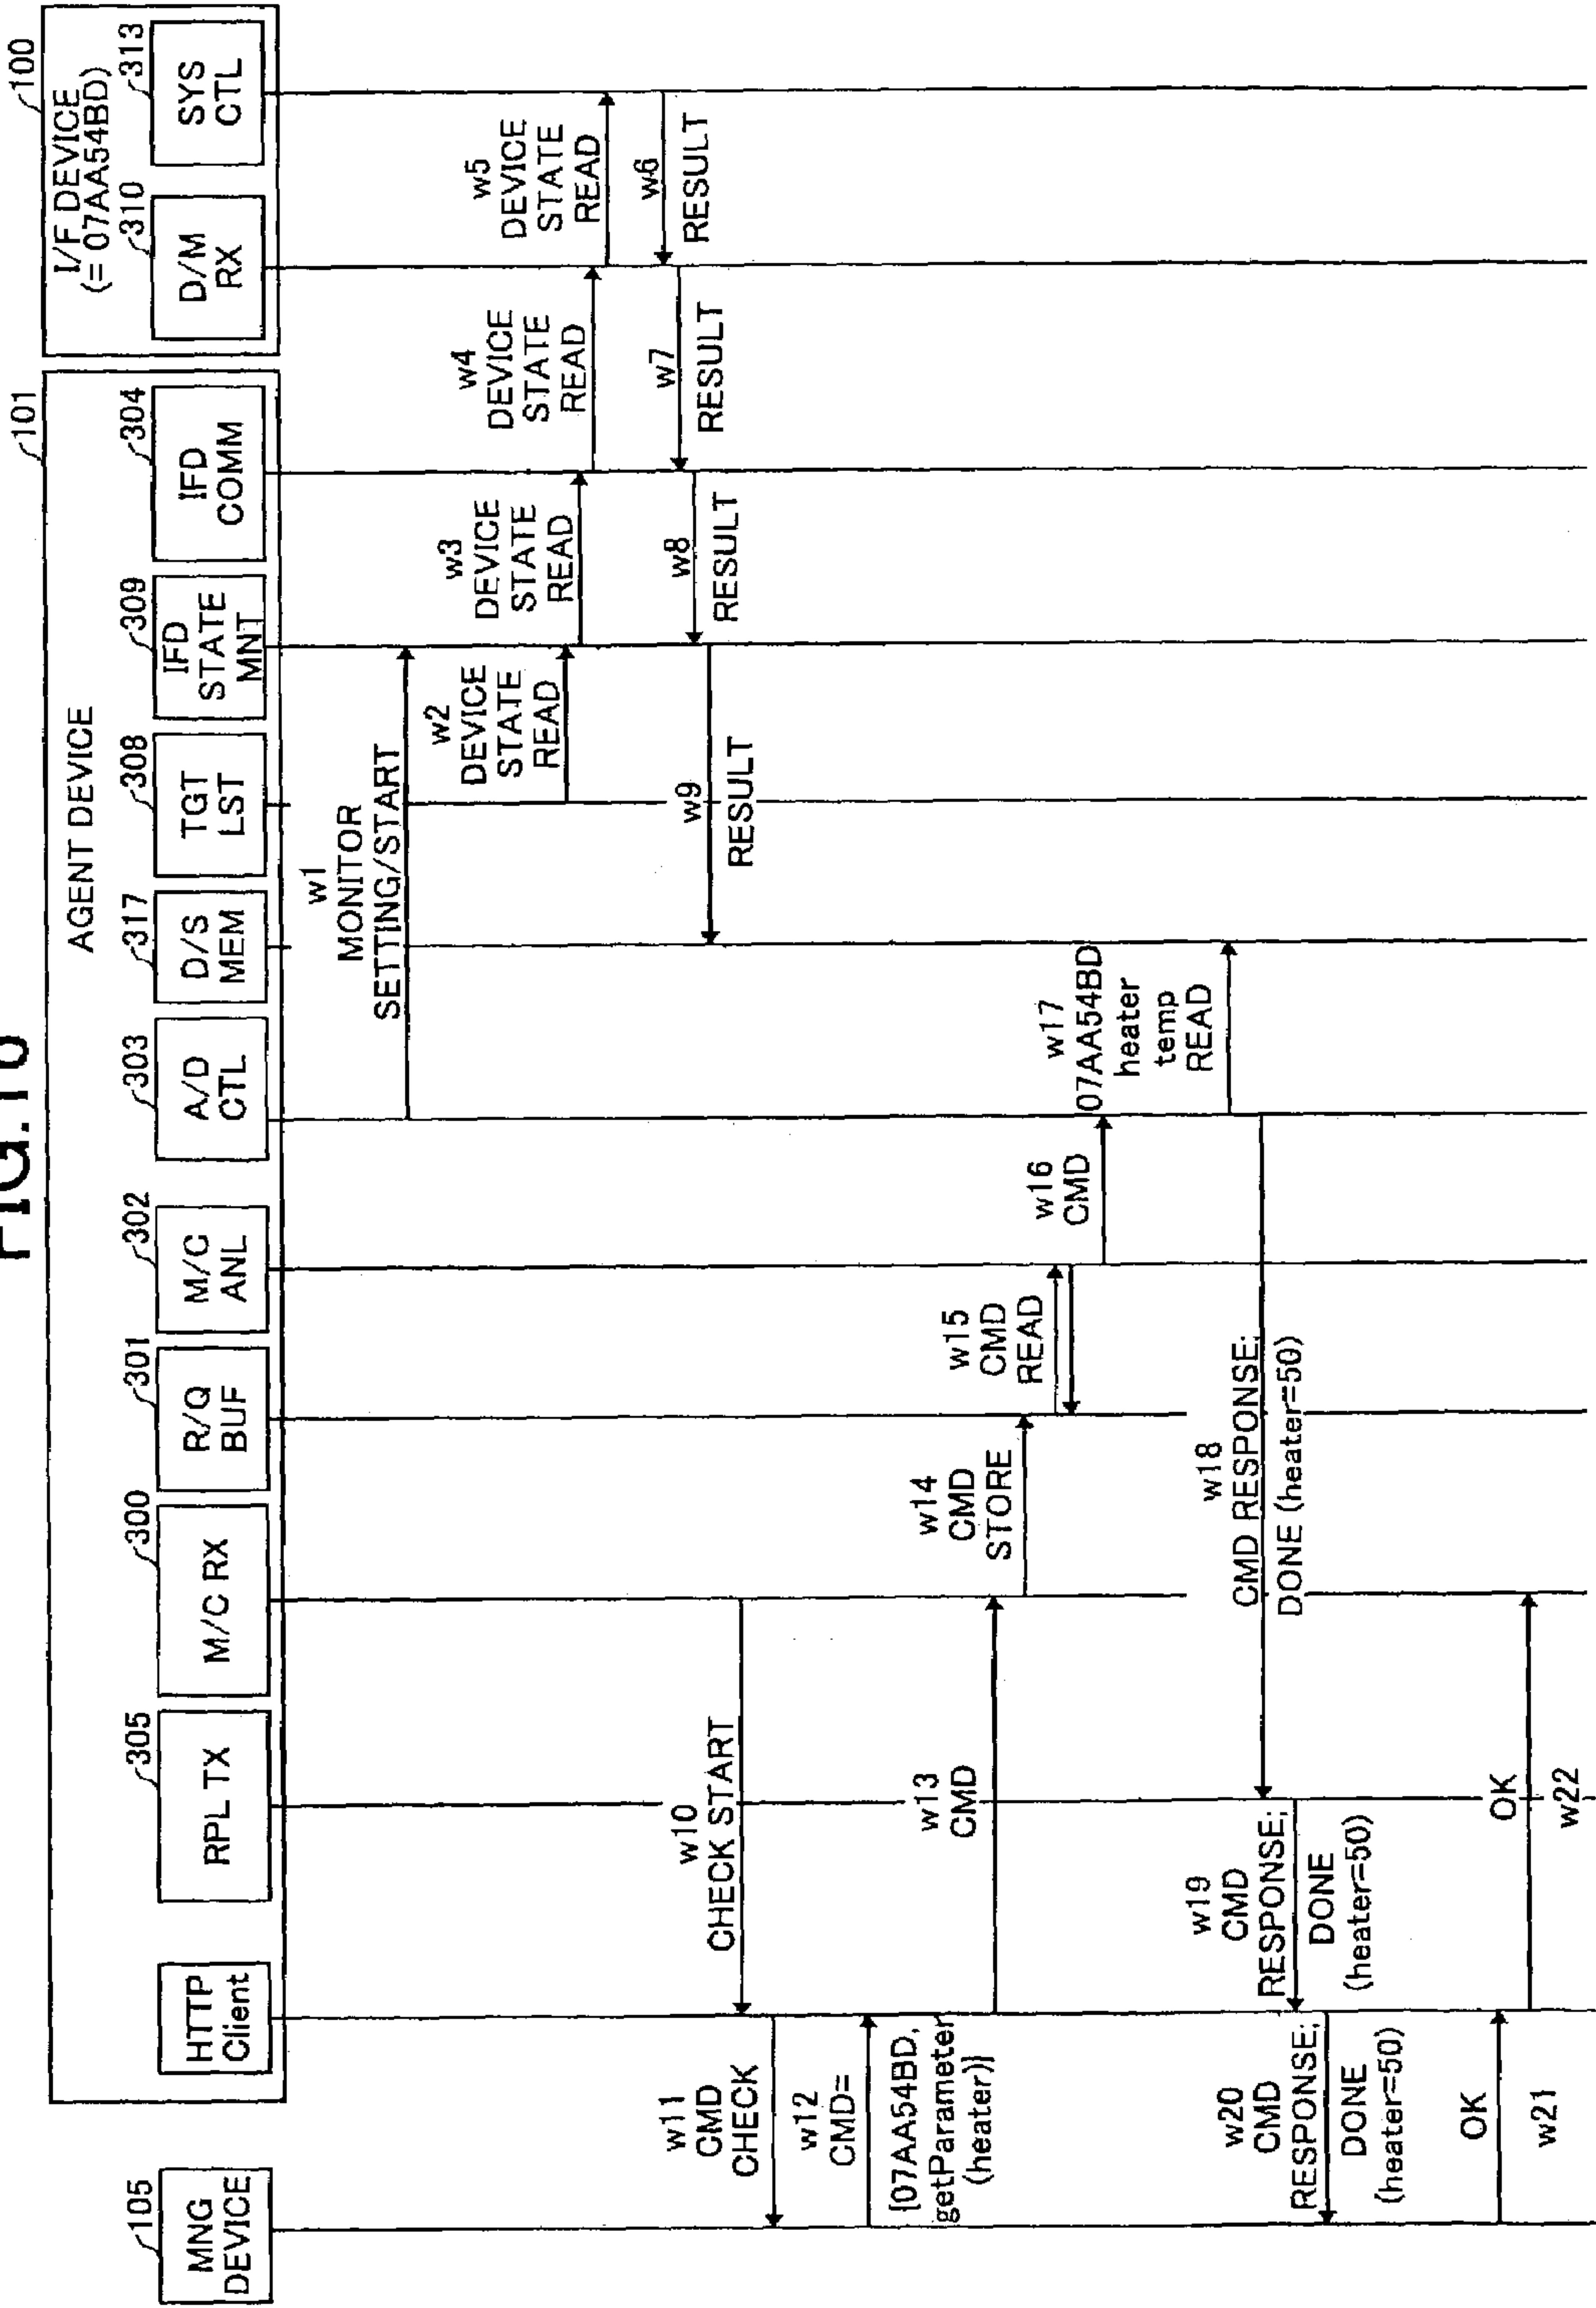 FIG.16
101
100
AGENT DEVICE
I/F DEVICE
(= 07AA54BD)
105
MNG
DEVICE
HTTP
Client
305
RPL TX
300
M/C RX
301
R/Q
BUF
302
M/C
ANL
303
A/D
CTL
317
D/S
MEM
308
TGT
LST
309
IFD
STATE
MNT
304
IFD
COMM
310
D/M
RX
313
SYS
CTL
w1
MONITOR
SETTING/START
w2
DEVICE
STATE
READ
w3
DEVICE
STATE
READ
w4
DEVICE
STATE
READ
w5
DEVICE
STATE
READ
w6
RESULT
w7
RESULT
w8
RESULT
w9
RESULT
w10
CHECK START
w11
CMD
CHECK
w12
CMD=
[07AA54BD,
getParameter
(heater)]
w13
CMD
w14
CMD
STORE
w15
CMD
READ
w16
CMD
w17
07AA54BD
heater
temp
READ
w18
CMD RESPONSE;
DONE (heater=50)
w19
CMD
RESPONSE;
DONE
(heater=50)
w20
CMD
RESPONSE;
DONE
(heater=50)
OK
w21
OK
w22